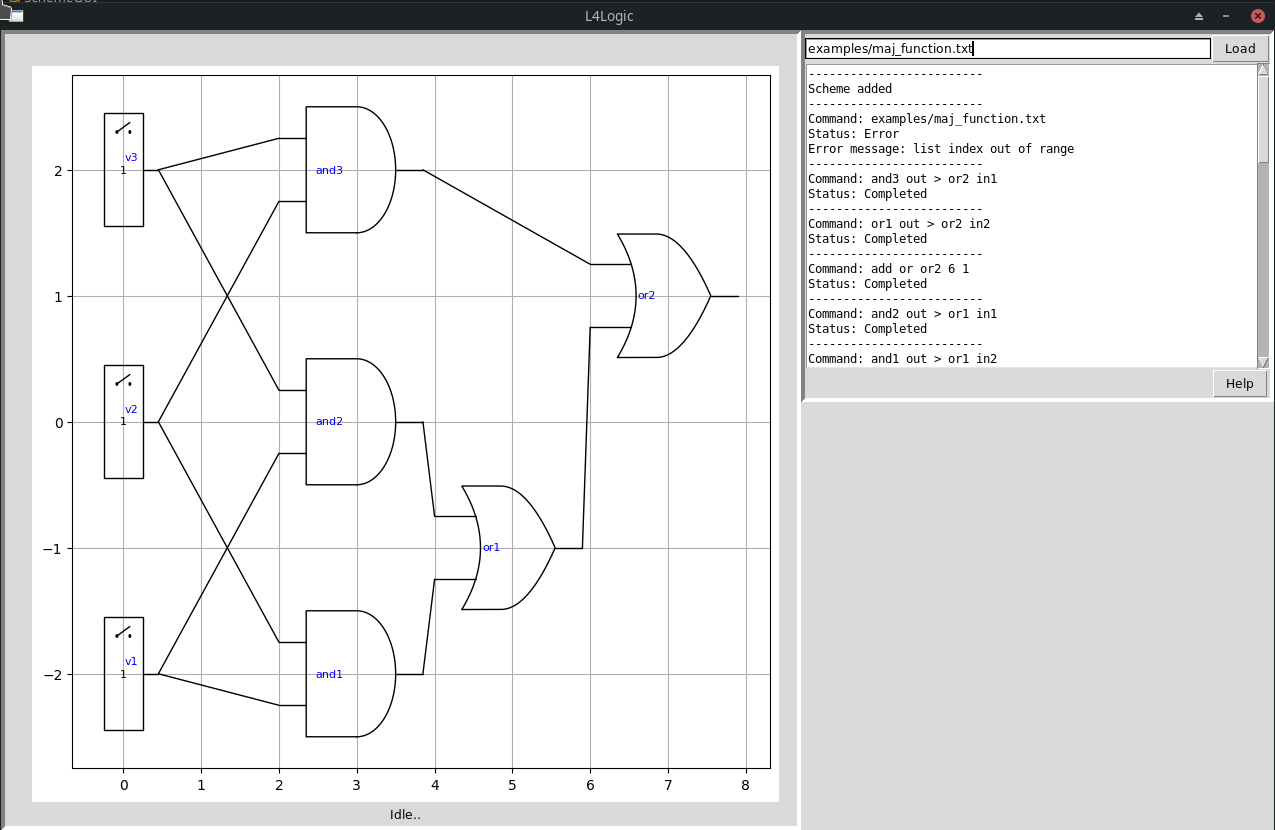 L4Logic
examples/maj_function.txt
Load
------------------------
Scheme added
------------------------
Command: examples/maj_function.txt
Status: Error
Error message: list index out of range
------------------------
Command: and3 out > or2 in1
Status: Completed
------------------------
Command: or1 out > or2 in2
Status: Completed
------------------------
Command: add or or2 6 1
Status: Completed
------------------------
Command: and2 out > or1 in1
Status: Completed
------------------------
Command: and1 out > or1 in2
Help
v3
1
and3
2
or2
1
v2
1
and2
0
or1
−1
v1
1
and1
−2
0 1 2 3 4 5 6 7 8
Idle..